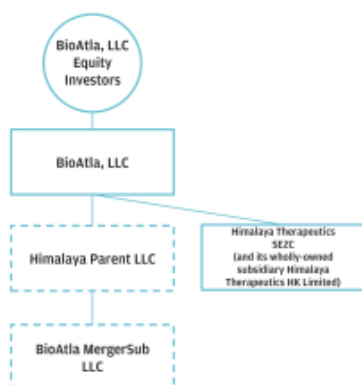 BioAtla, LLC
Equity
Investors
BioAtla, LLC
Himalaya Parent LLC
Himalaya Therapeutics
SEZC
(and its wholly-owned
subsidiary Himalaya
Therapeutics HK Limited)
BioAtla MergerSub
LLC